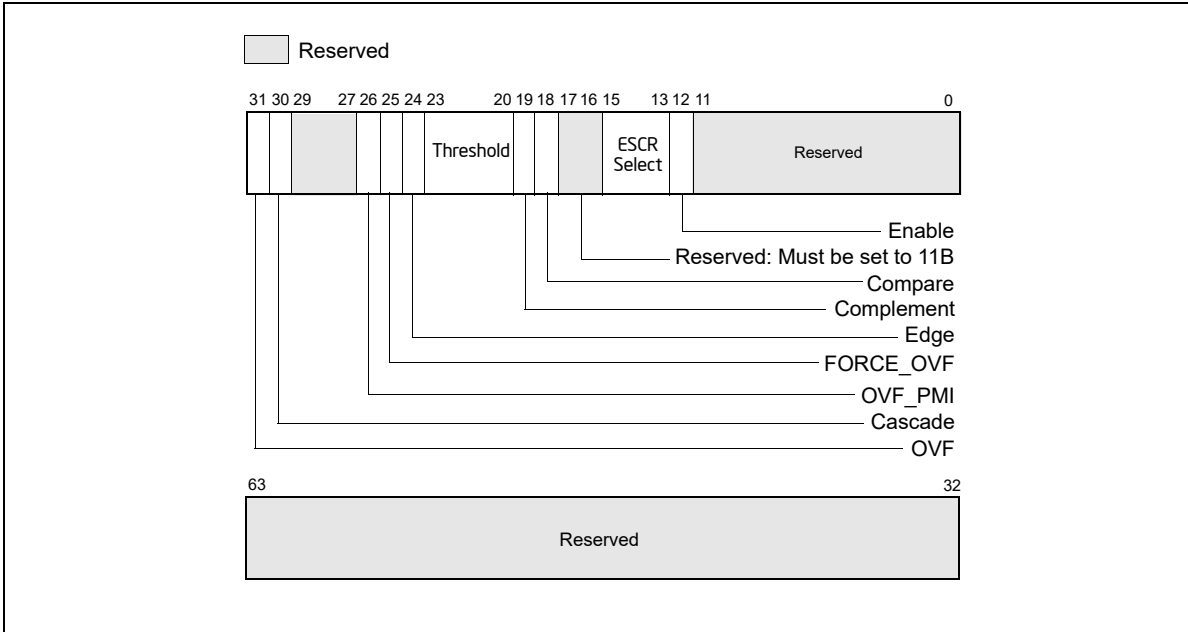 Reserved
31 30 29 27 26 25 24 23 20 19 18 17 16 15 13 12 11 0
Threshold
ESCR
Select
Reserved
Enable
Reserved: Must be set to 11B
Compare
Complement
Edge
FORCE_OVF
OVF_PMI
Cascade
OVF
63 32
Reserved